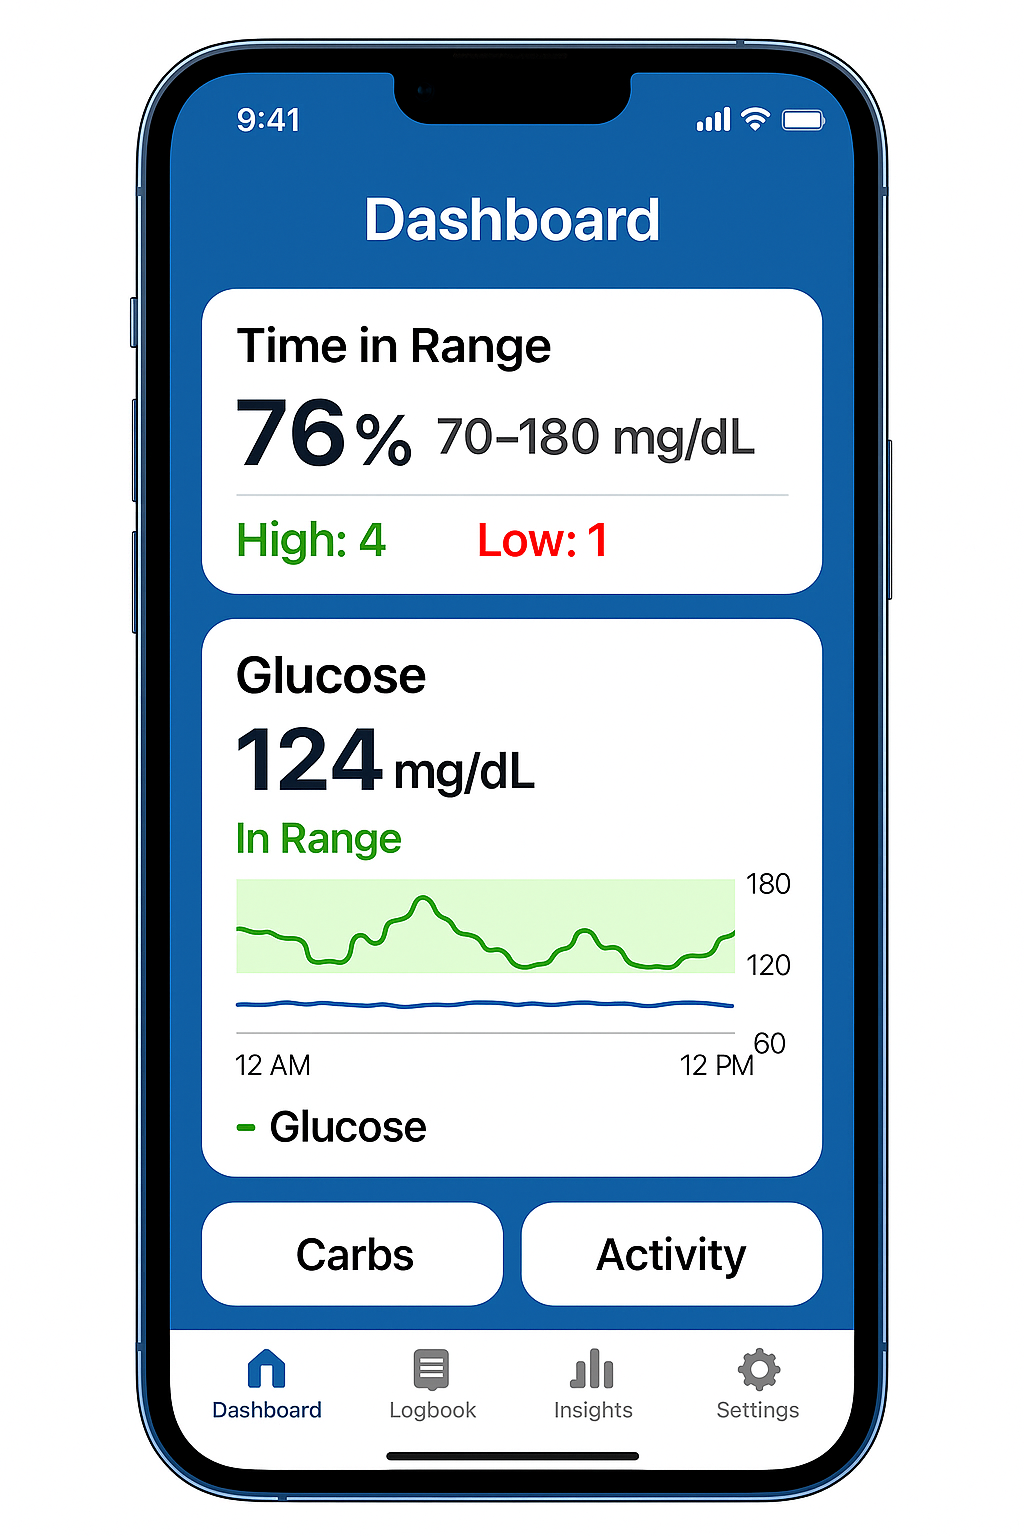 9:41
Dashboard
Time in Range
76% 70–180 mg/dL
High: 4 Low: 1
Glucose
124 mg/dL
In Range
180
120
60
12 AM 12 PM
Glucose
Carbs Activity
Dashboard Logbook Insights Settings